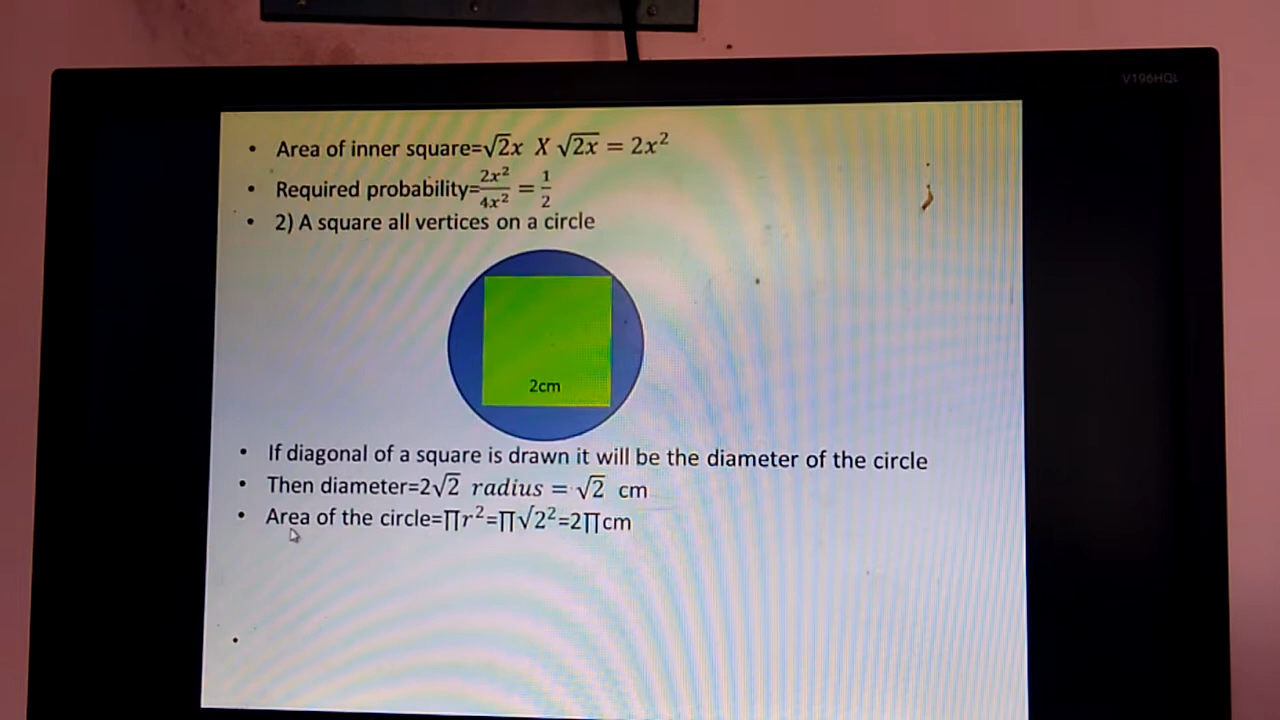 V196HQL
• Area of inner square=√2x X √2x = 2x²
• Required probability=2x²/4x² = 1/2
• 2) A square all vertices on a circle
2cm
• If diagonal of a square is drawn it will be the diameter of the circle
• Then diameter=2√2 radius = √2 cm
• Area of the circle=∏r²=∏√2²=2∏cm